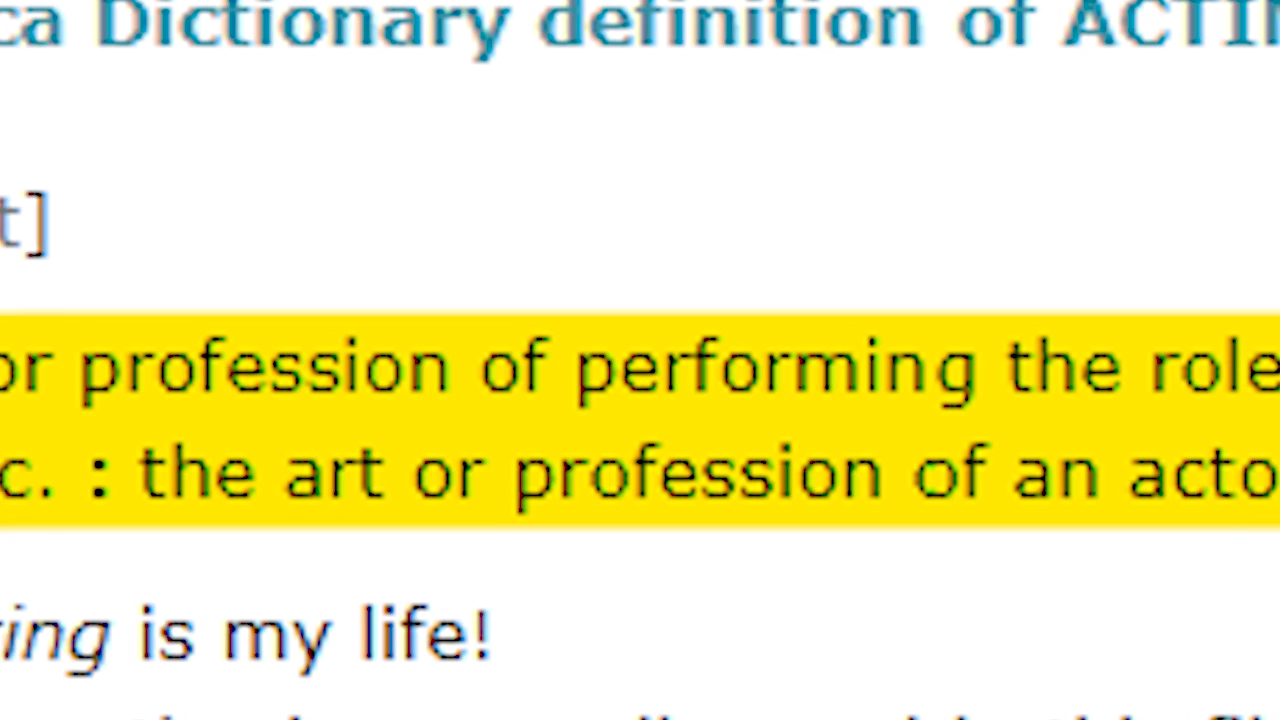 ca Dictionary definition of ACTIN
t]
or profession of performing the role
c. : the art or profession of an acto
ing is my life!